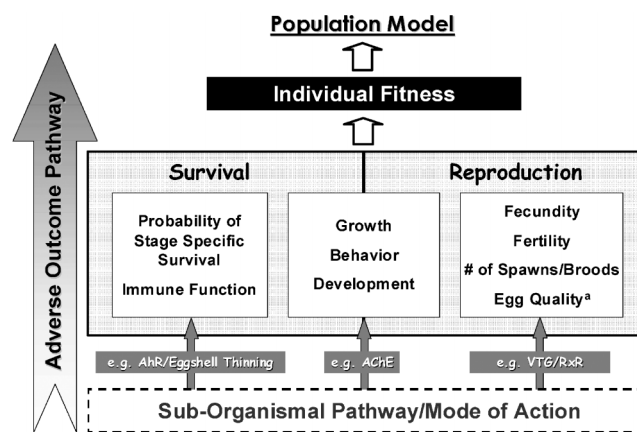 Population Model
Individual Fitness
Adverse Outcome Pathway
Survival
Reproduction
Probability of
Stage Specific
Survival
Immune Function
Growth
Behavior
Development
Fecundity
Fertility
# of Spawns/Broods
Egg Qualityᵃ
e.g. AhR/Eggshell Thinning
e.g. AChE
e.g. VTG/RxR
Sub-Organismal Pathway/Mode of Action